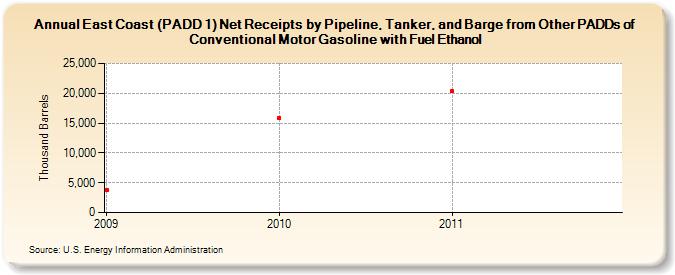 Annual East Coast (PADD 1) Net Receipts by Pipeline, Tanker, and Barge from Other PADDs of
Conventional Motor Gasoline with Fuel Ethanol
Thousand Barrels
25,000
20,000
15,000
10,000
5,000
0
2009
2010
2011
Source: U.S. Energy Information Administration